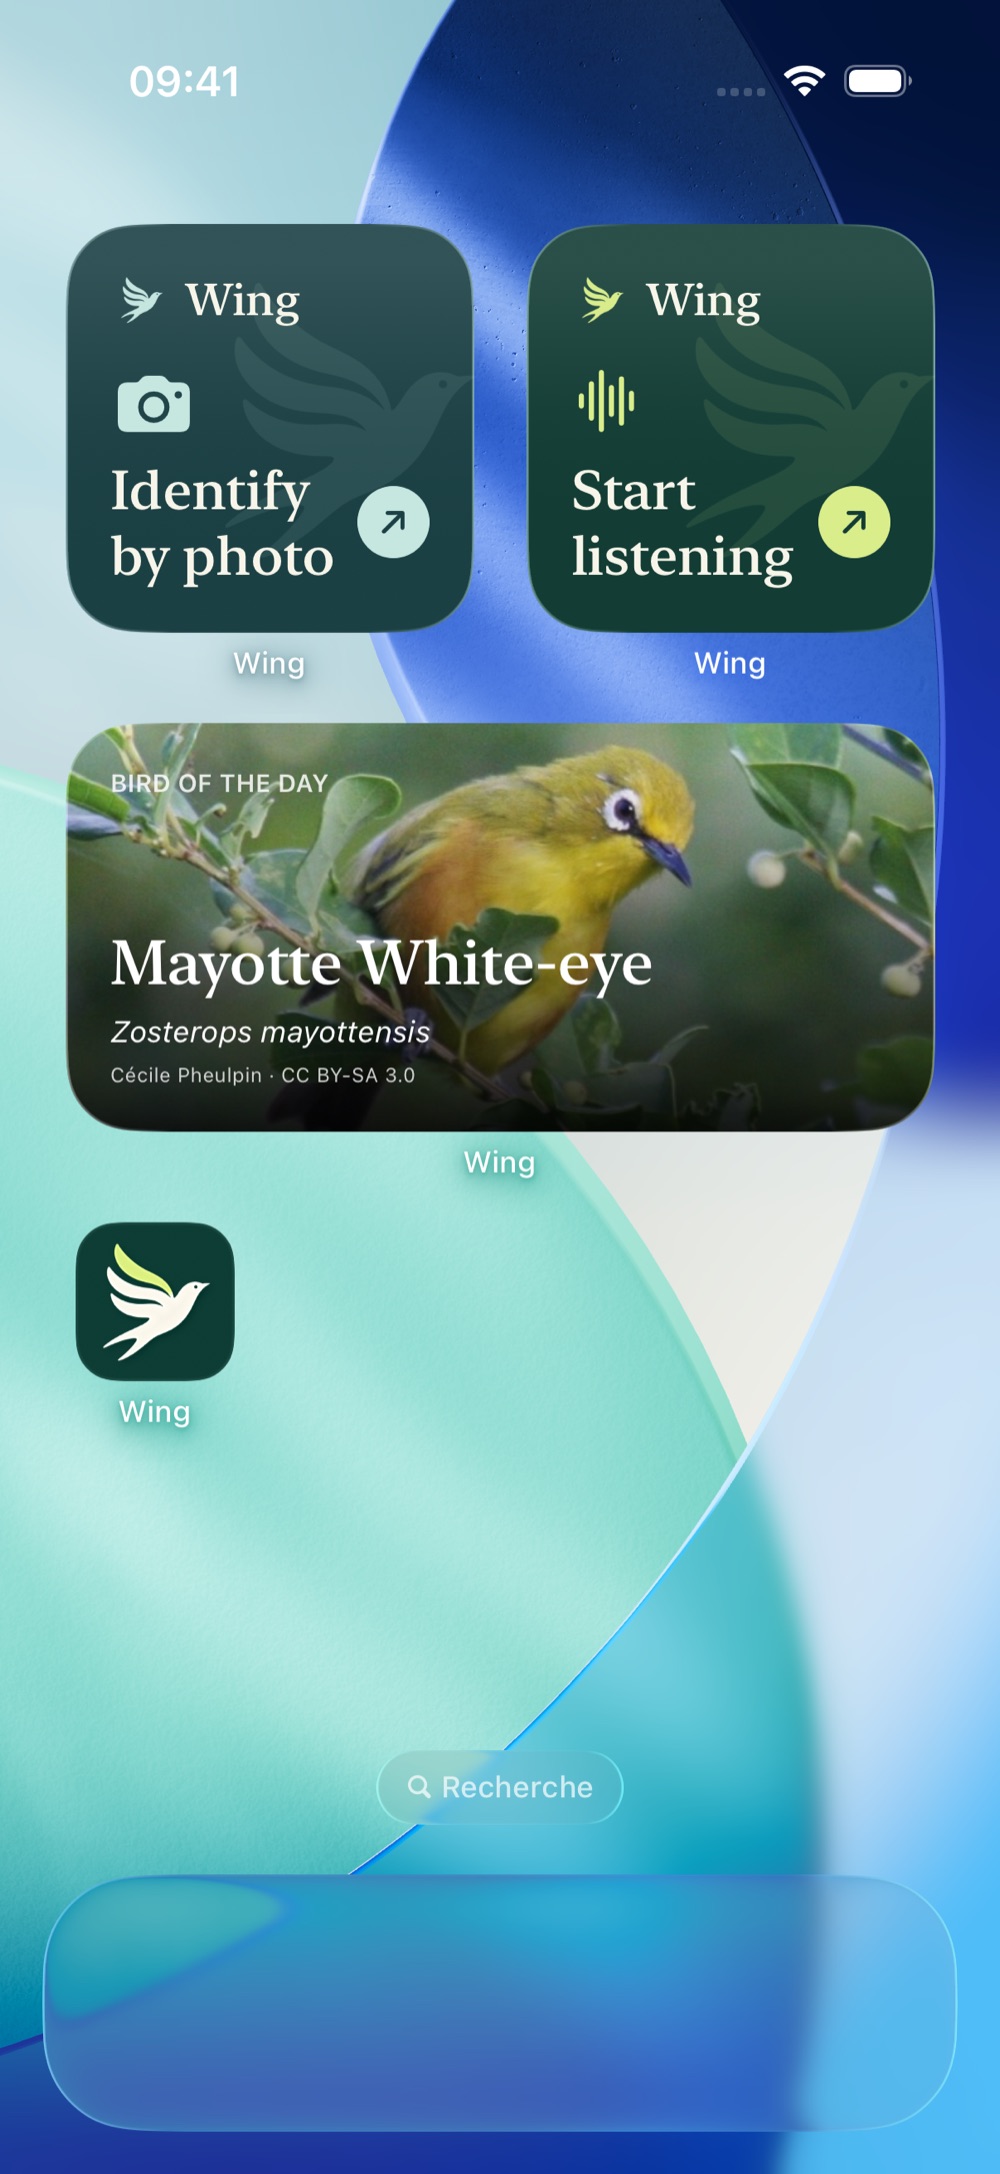 09:41
Wing
Identify
by photo
Wing
Wing
Start
listening
Wing
BIRD OF THE DAY
Mayotte White-eye
Zosterops mayottensis
Cécile Pheulpin · CC BY-SA 3.0
Wing
Wing
Recherche